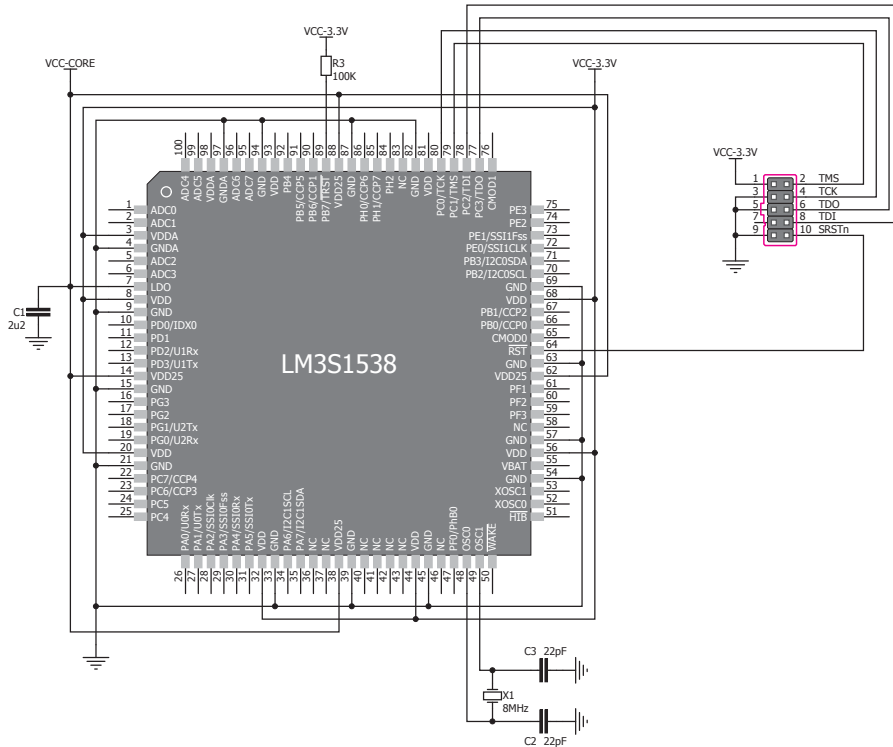 VCC-3.3V
VCC-CORE
R3
100K
VCC-3.3V
100
99
98
97
96
95
94
93
92
91
90
89
88
87
86
85
84
83
82
81
80
79
78
77
76
ADC4
ADC5
VDDA
GNDA
ADC6
ADC7
GND
VDD
PB4
PB5/CCP5
PB6/CCP1
PB7/TRST
VDD25
GND
PH0/CCP6
PH1/CCP7
PH2
NC
GND
VDD
PC0/TCK
PC1/TMS
PC2/TDI
PC3/TDO
CMOD1
VCC-3.3V
1 2 TMS
3 4 TCK
5 6 TDO
7 8 TDI
9 10 SRSTn
1 ADC0
2 ADC1
3 VDDA
4 GNDA
5 ADC2
6 ADC3
7 LDO
8 VDD
9 GND
10 PD0/IDX0
11 PD1
12 PD2/U1Rx
13 PD3/U1Tx
14 VDD25
15 GND
16 PG3
17 PG2
18 PG1/U2Tx
19 PG0/U2Rx
20 VDD
21 GND
22 PC7/CCP4
23 PC6/CCP3
24 PC5
25 PC4
C1
2u2
LM3S1538
PE3 75
PE2 74
PE1/SSI1Fss 73
PE0/SSI1CLK 72
PB3/I2C0SDA 71
PB2/I2C0SCL 70
GND 69
VDD 68
PB1/CCP2 67
PB0/CCP0 66
CMOD0 65
RST 64
GND 63
VDD25 62
PF1 61
PF2 60
PF3 59
NC 58
GND 57
VDD 56
VBAT 55
GND 54
XOSC1 53
XOSC0 52
HIB 51
PA0/U0Rx
PA1/U0Tx
PA2/SSI0Clk
PA3/SSI0Fss
PA4/SSI0Rx
PA5/SSI0Tx
VDD
GND
PA6/I2C1SCL
PA7/I2C1SDA
NC
NC
VDD25
GND
NC
NC
NC
NC
VDD
GND
NC
PF0/PhB0
OSC0
OSC1
WAKE
26
27
28
29
30
31
32
33
34
35
36
37
38
39
40
41
42
43
44
45
46
47
48
49
50
C3 22pF
X1
8MHz
C2 22pF